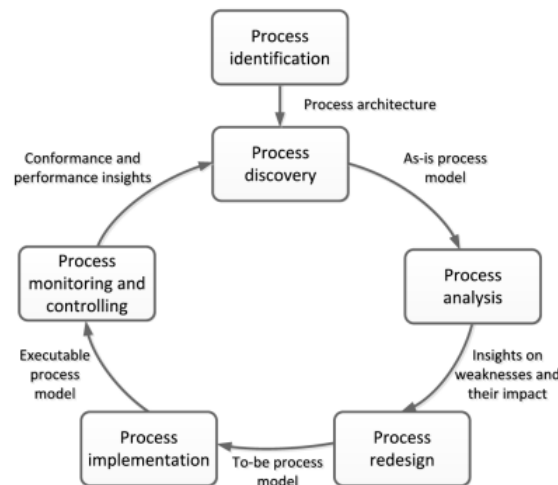 Process
identification
Process architecture
Process
discovery
Conformance and
performance insights
As-is process
model
Process
monitoring and
controlling
Process
analysis
Executable
process
model
Insights on
weaknesses and
their impact
Process
implementation
To-be process
model
Process
redesign